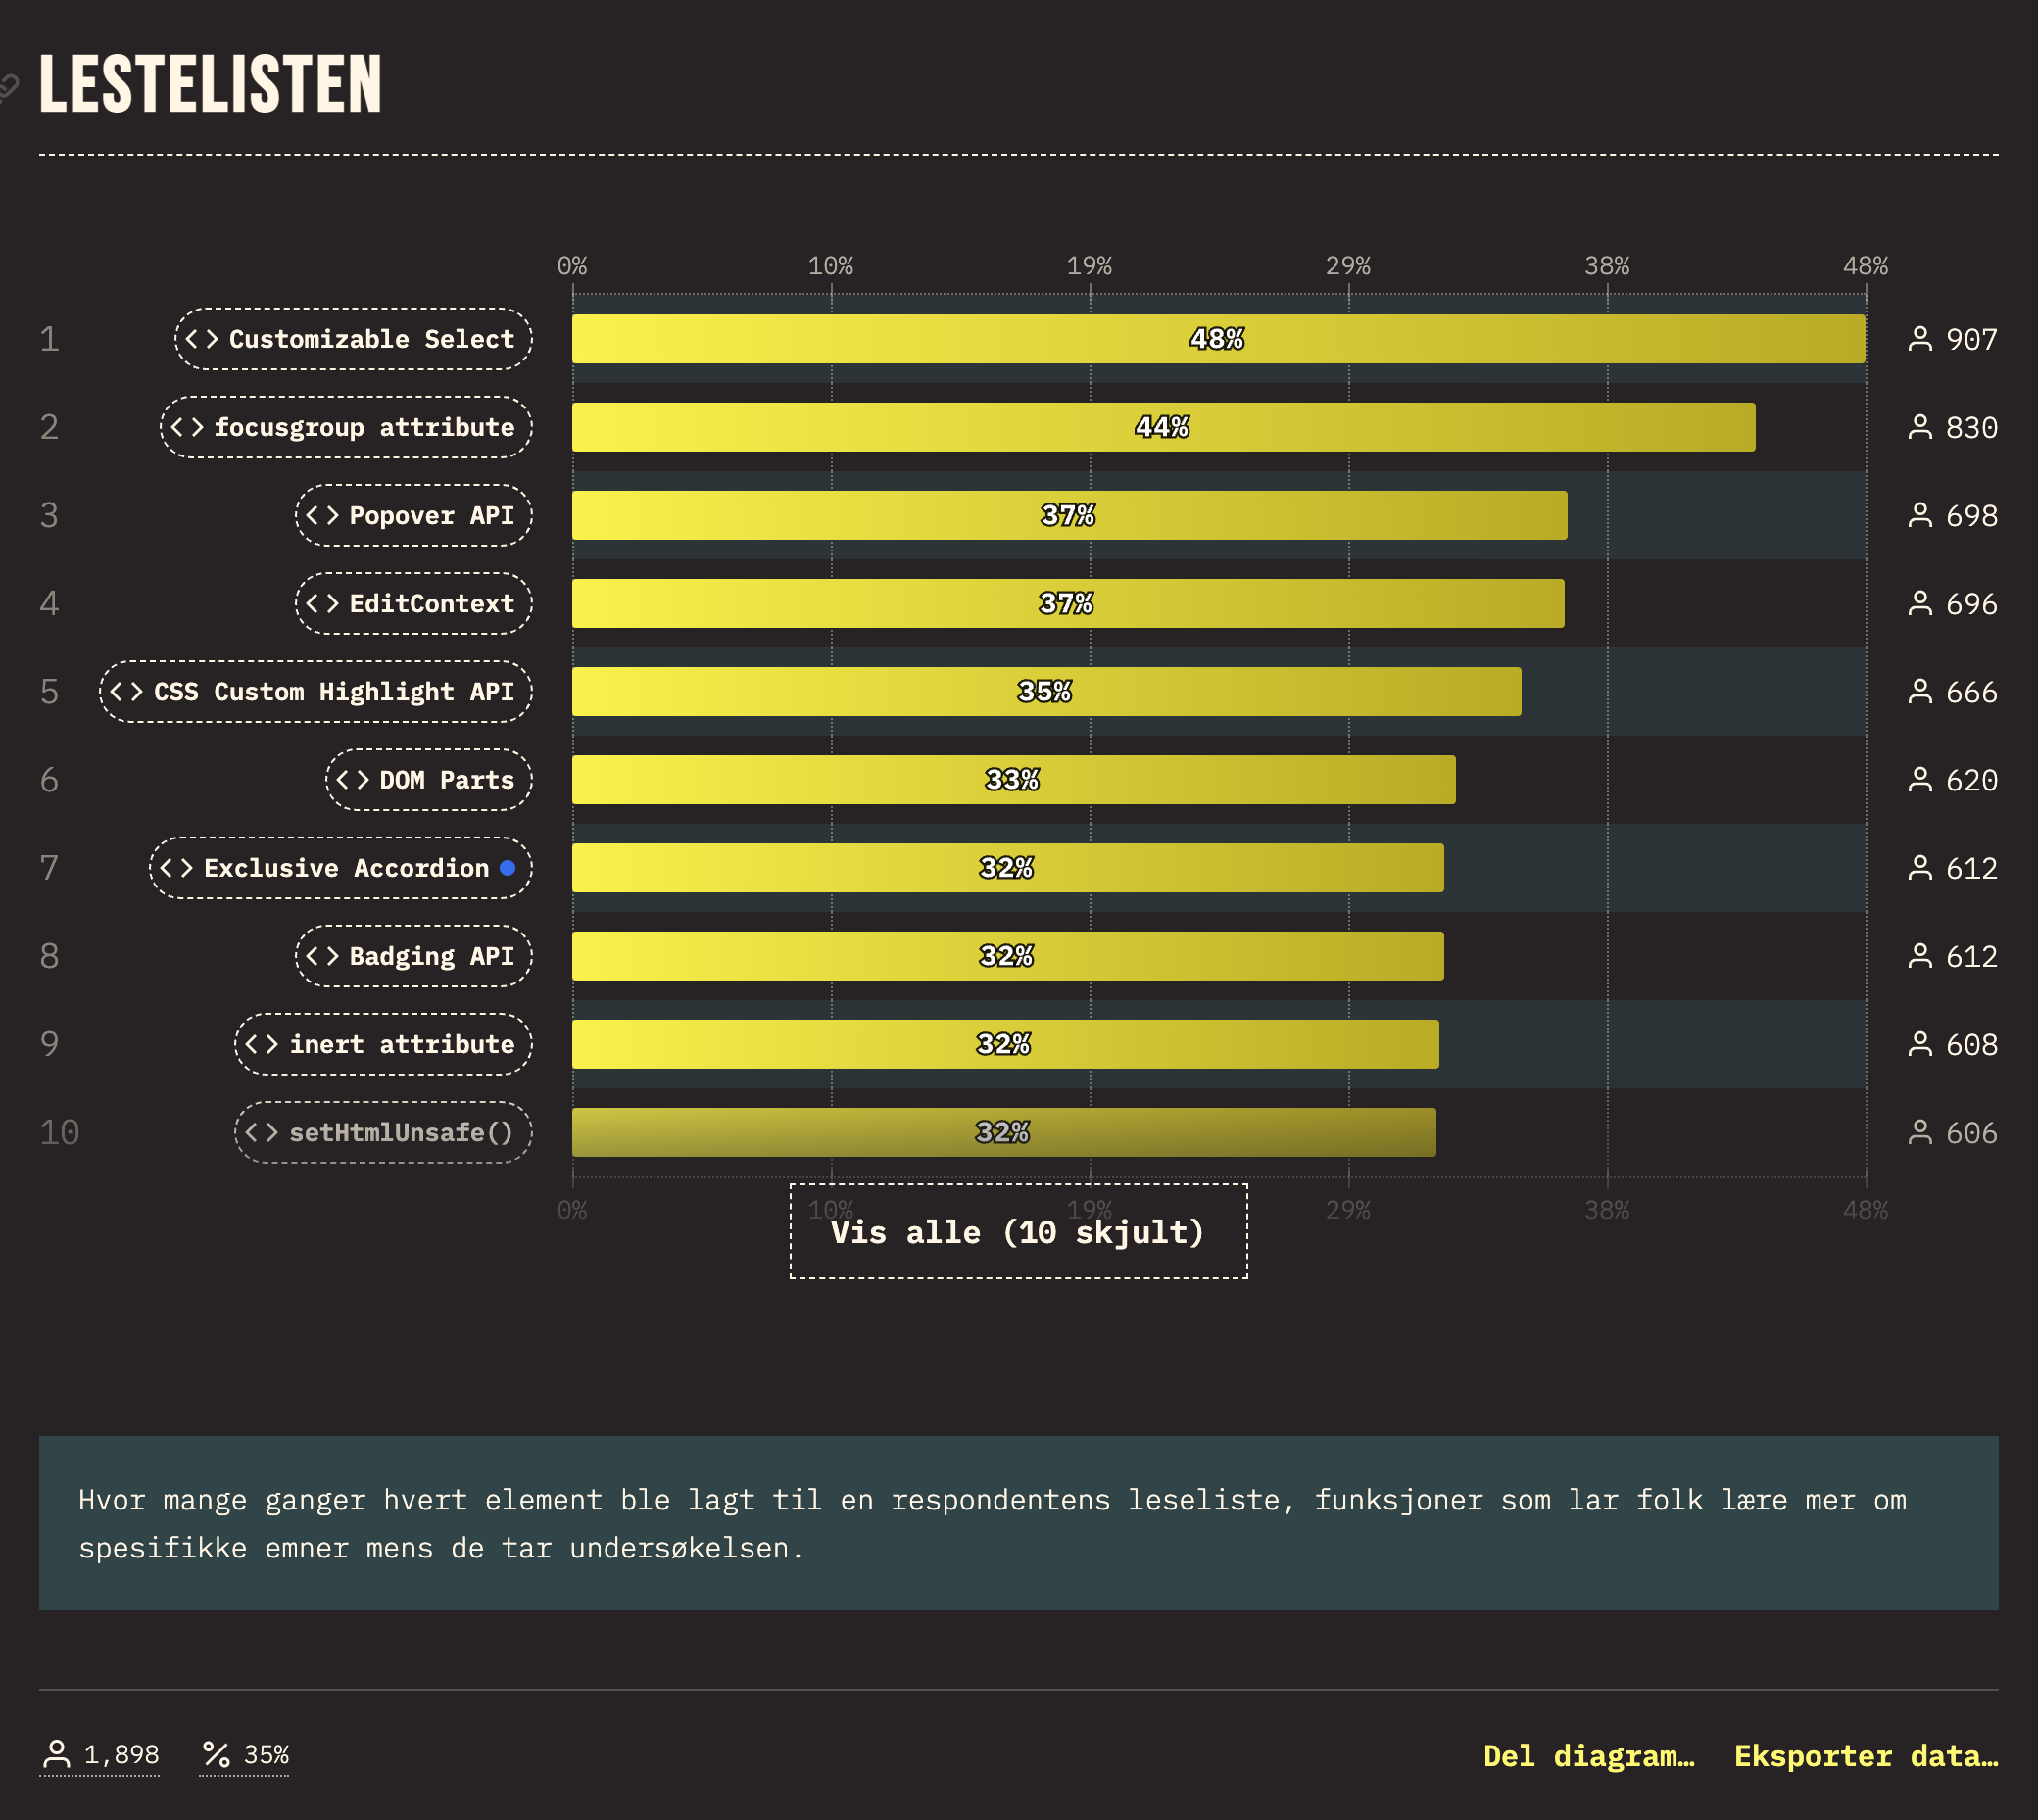 LESTELISTEN
0% 10% 19% 29% 38% 48%
1 <> Customizable Select 48% 907
2 <> focusgroup attribute 44% 830
3 <> Popover API 37% 698
4 <> EditContext 37% 696
5 <> CSS Custom Highlight API 35% 666
6 <> DOM Parts 33% 620
7 <> Exclusive Accordion 32% 612
8 <> Badging API 32% 612
9 <> inert attribute 32% 608
10 <> setHtmlUnsafe() 32% 606
0% 10% 19% 29% 38% 48%
Vis alle (10 skjult)
Hvor mange ganger hvert element ble lagt til en respondentens leseliste, funksjoner som lar folk lære mer om
spesifikke emner mens de tar undersøkelsen.
1,898 % 35% Del diagram… Eksporter data…